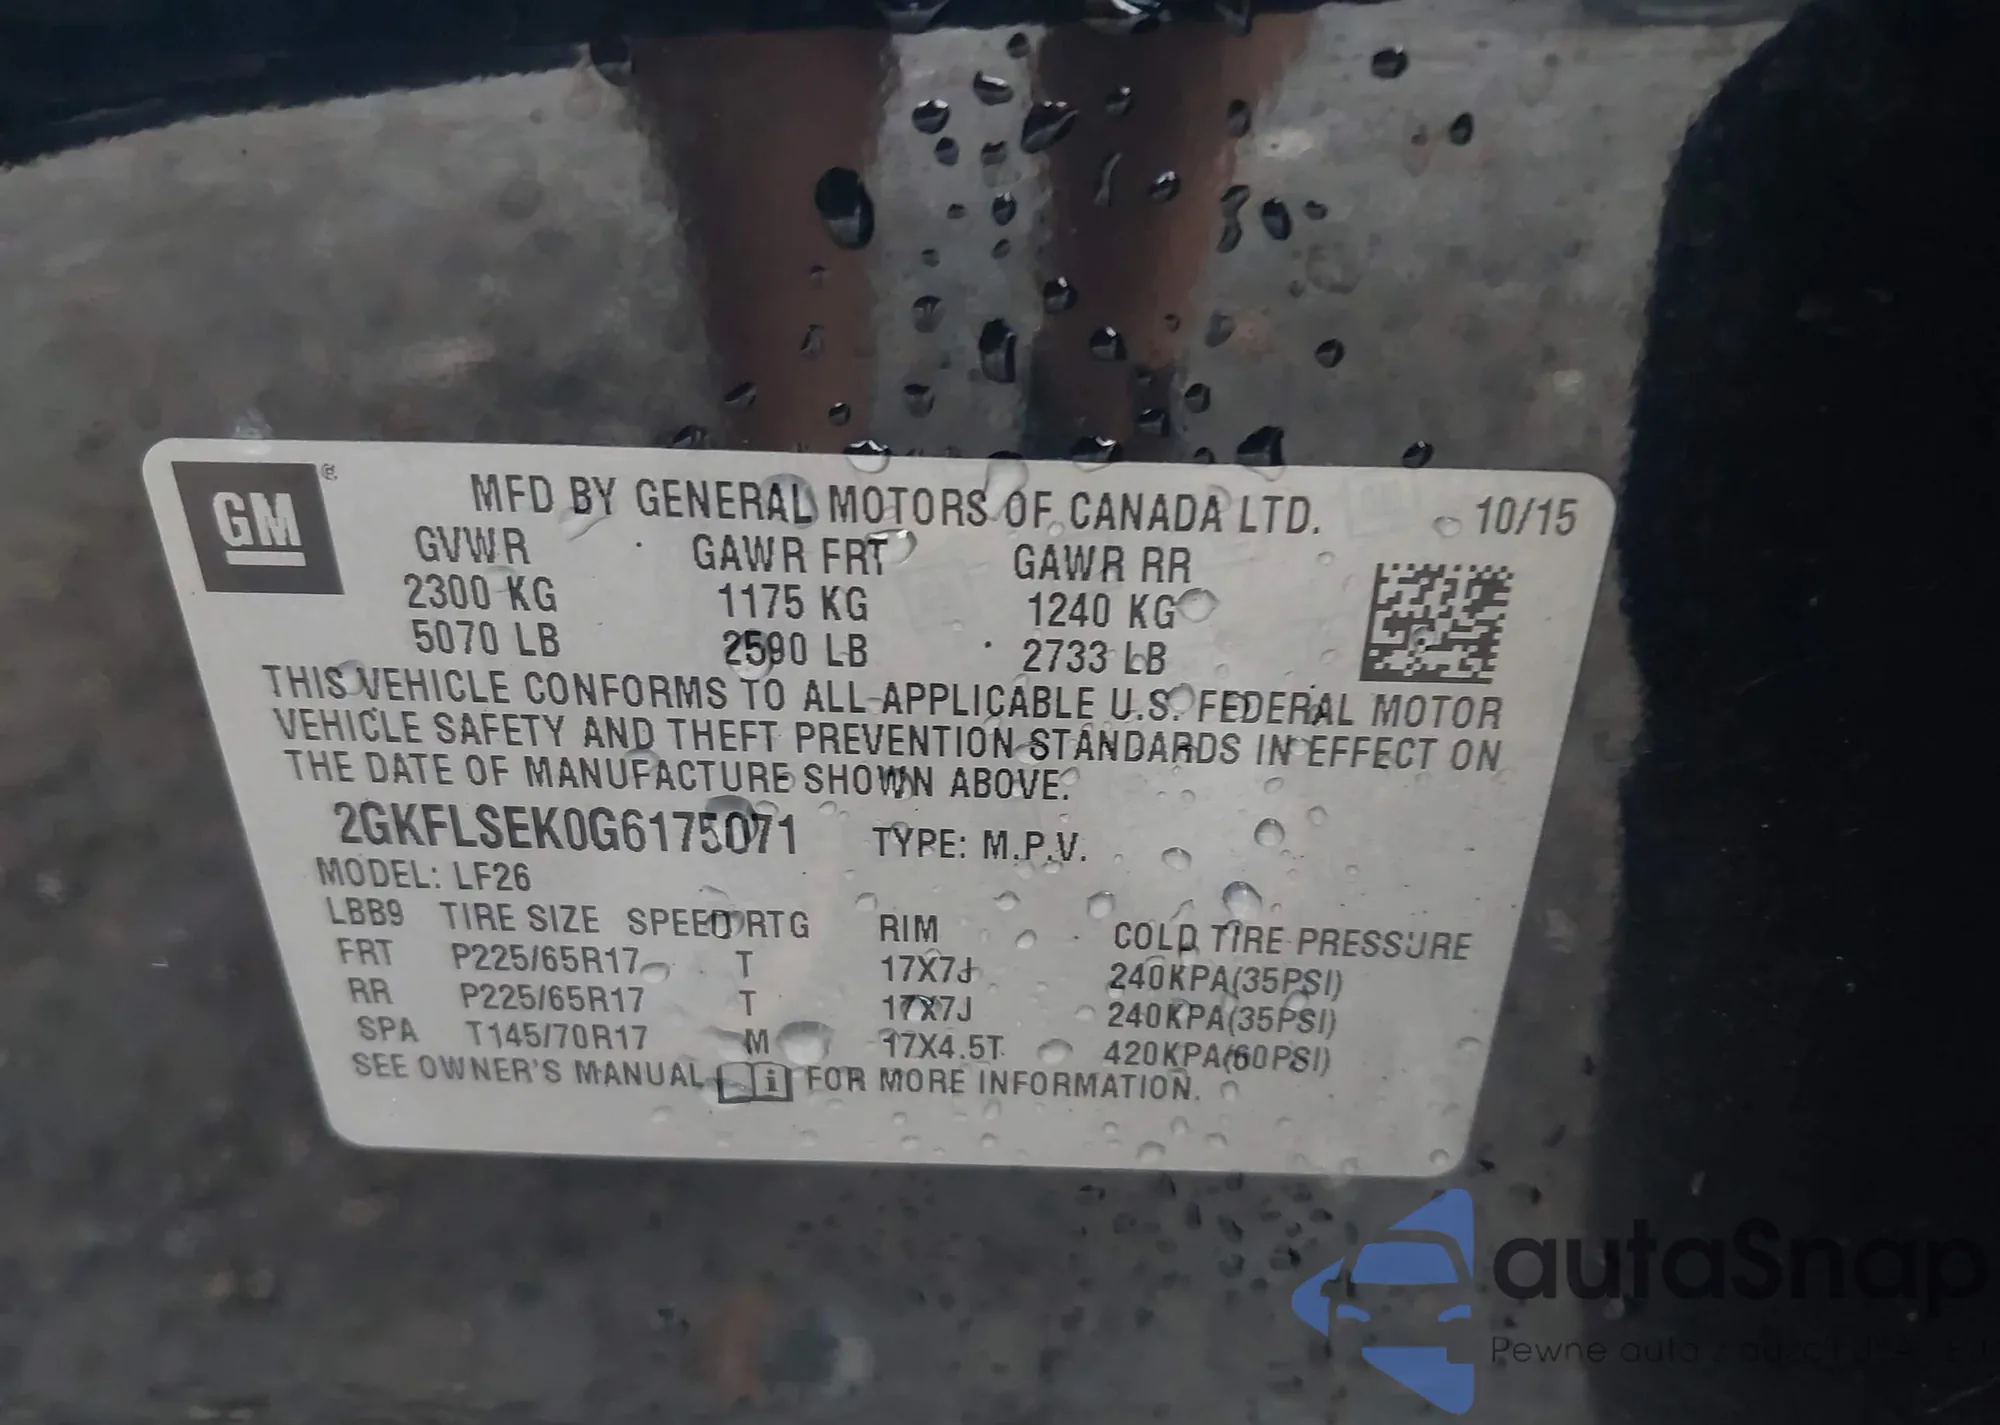 GM®
MFD BY GENERAL MOTORS OF CANADA LTD. 10/15
GVWR GAWR FRT GAWR RR
2300 KG 1175 KG 1240 KG
5070 LB 2590 LB 2733 LB
THIS VEHICLE CONFORMS TO ALL APPLICABLE U.S. FEDERAL MOTOR
VEHICLE SAFETY AND THEFT PREVENTION STANDARDS IN EFFECT ON
THE DATE OF MANUFACTURE SHOWN ABOVE.
2GKFLSEK0G6175071 TYPE: M.P.V.
MODEL: LF26
LBB9 TIRE SIZE SPEED RTG RIM COLD TIRE PRESSURE
FRT P225/65R17 T 17X7J 240KPA(35PSI)
RR P225/65R17 T 17X7J 240KPA(35PSI)
SPA T145/70R17 M 17X4.5T 420KPA(60PSI)
SEE OWNER'S MANUAL i FOR MORE INFORMATION.
autaSnap
Pewne auto z